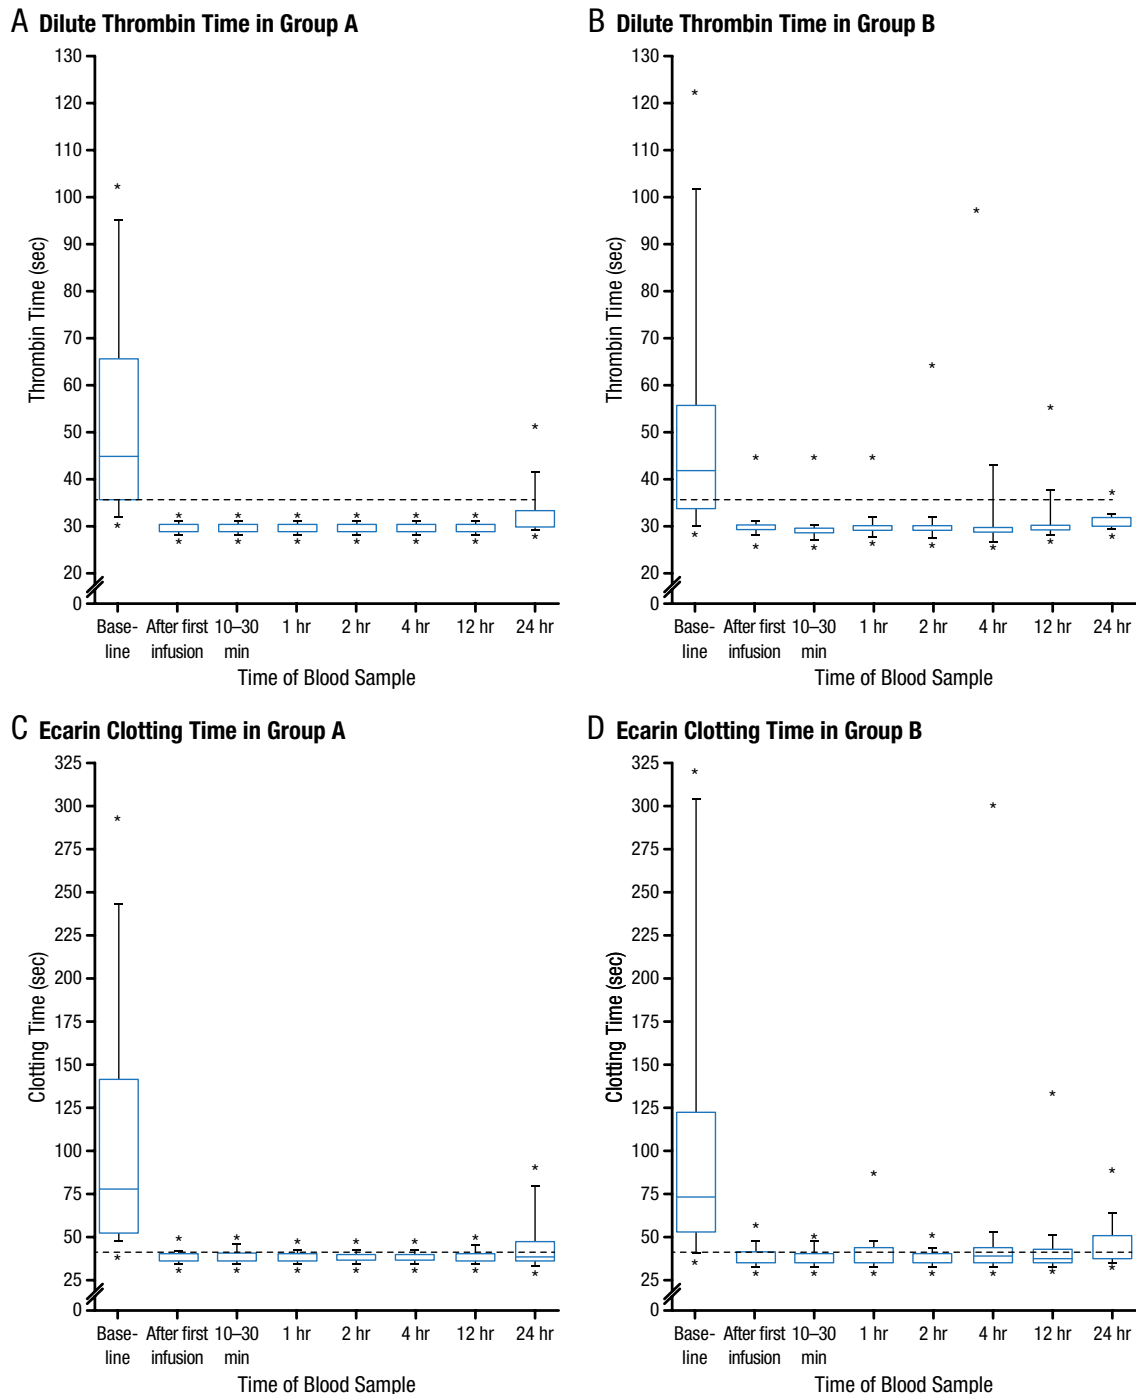 A Dilute Thrombin Time in Group A
130
120
110
100
90
80
70
60
50
40
30
20
0
Thrombin Time (sec)
* * * * * * * * * * * * * * * *
Base- After first 10–30 1 hr 2 hr 4 hr 12 hr 24 hr
line infusion min
Time of Blood Sample
B Dilute Thrombin Time in Group B
130
120
110
100
90
80
70
60
50
40
30
20
0
Thrombin Time (sec)
* * * * * * * * * * * * * * * *
Base- After first 10–30 1 hr 2 hr 4 hr 12 hr 24 hr
line infusion min
Time of Blood Sample
C Ecarin Clotting Time in Group A
325
300
275
250
225
200
175
150
125
100
75
50
25
0
Clotting Time (sec)
* * * * * * * * * * * * * * * *
Base- After first 10–30 1 hr 2 hr 4 hr 12 hr 24 hr
line infusion min
Time of Blood Sample
D Ecarin Clotting Time in Group B
325
300
275
250
225
200
175
150
125
100
75
50
25
0
Clotting Time (sec)
* * * * * * * * * * * * * * * *
Base- After first 10–30 1 hr 2 hr 4 hr 12 hr 24 hr
line infusion min
Time of Blood Sample